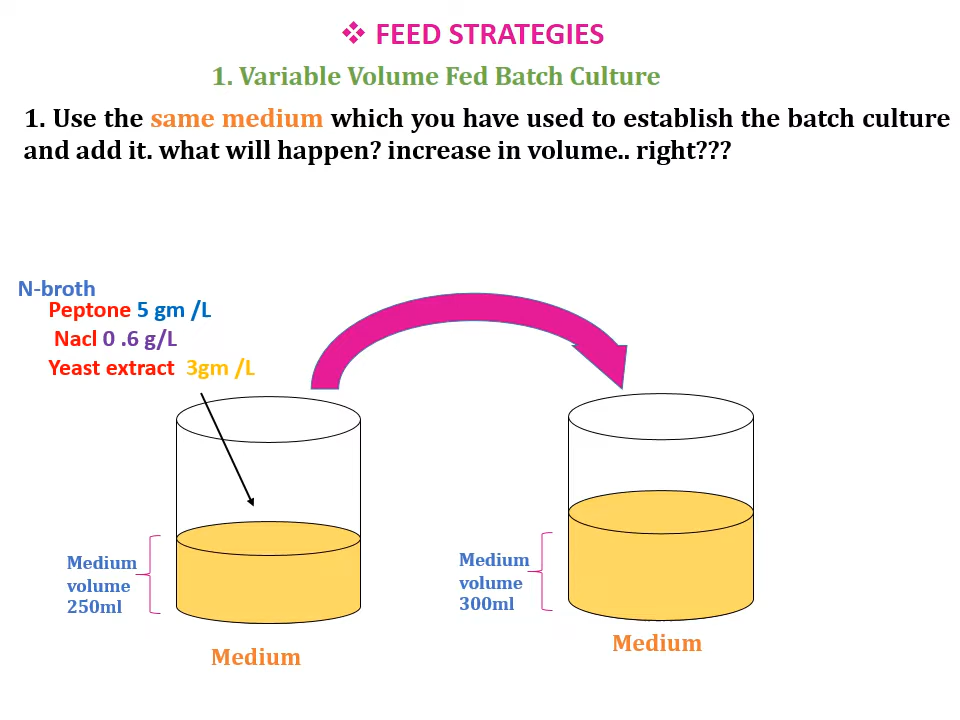 ❖ FEED STRATEGIES
1. Variable Volume Fed Batch Culture
1. Use the same medium which you have used to establish the batch culture
and add it. what will happen? increase in volume.. right???
N-broth
Peptone 5 gm /L
Nacl 0 .6 g/L
Yeast extract 3gm /L
Medium
volume
250ml
Medium
Medium
volume
300ml
Medium